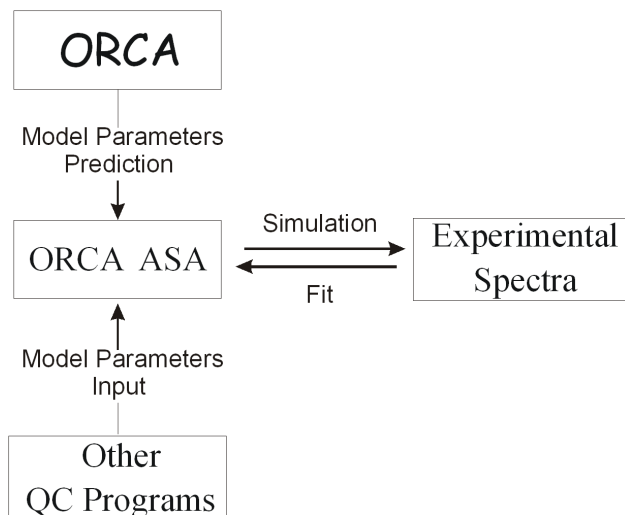 ORCA
Model Parameters
Prediction
ORCA ASA
Simulation
Fit
Experimental
Spectra
Model Parameters
Input
Other
QC Programs